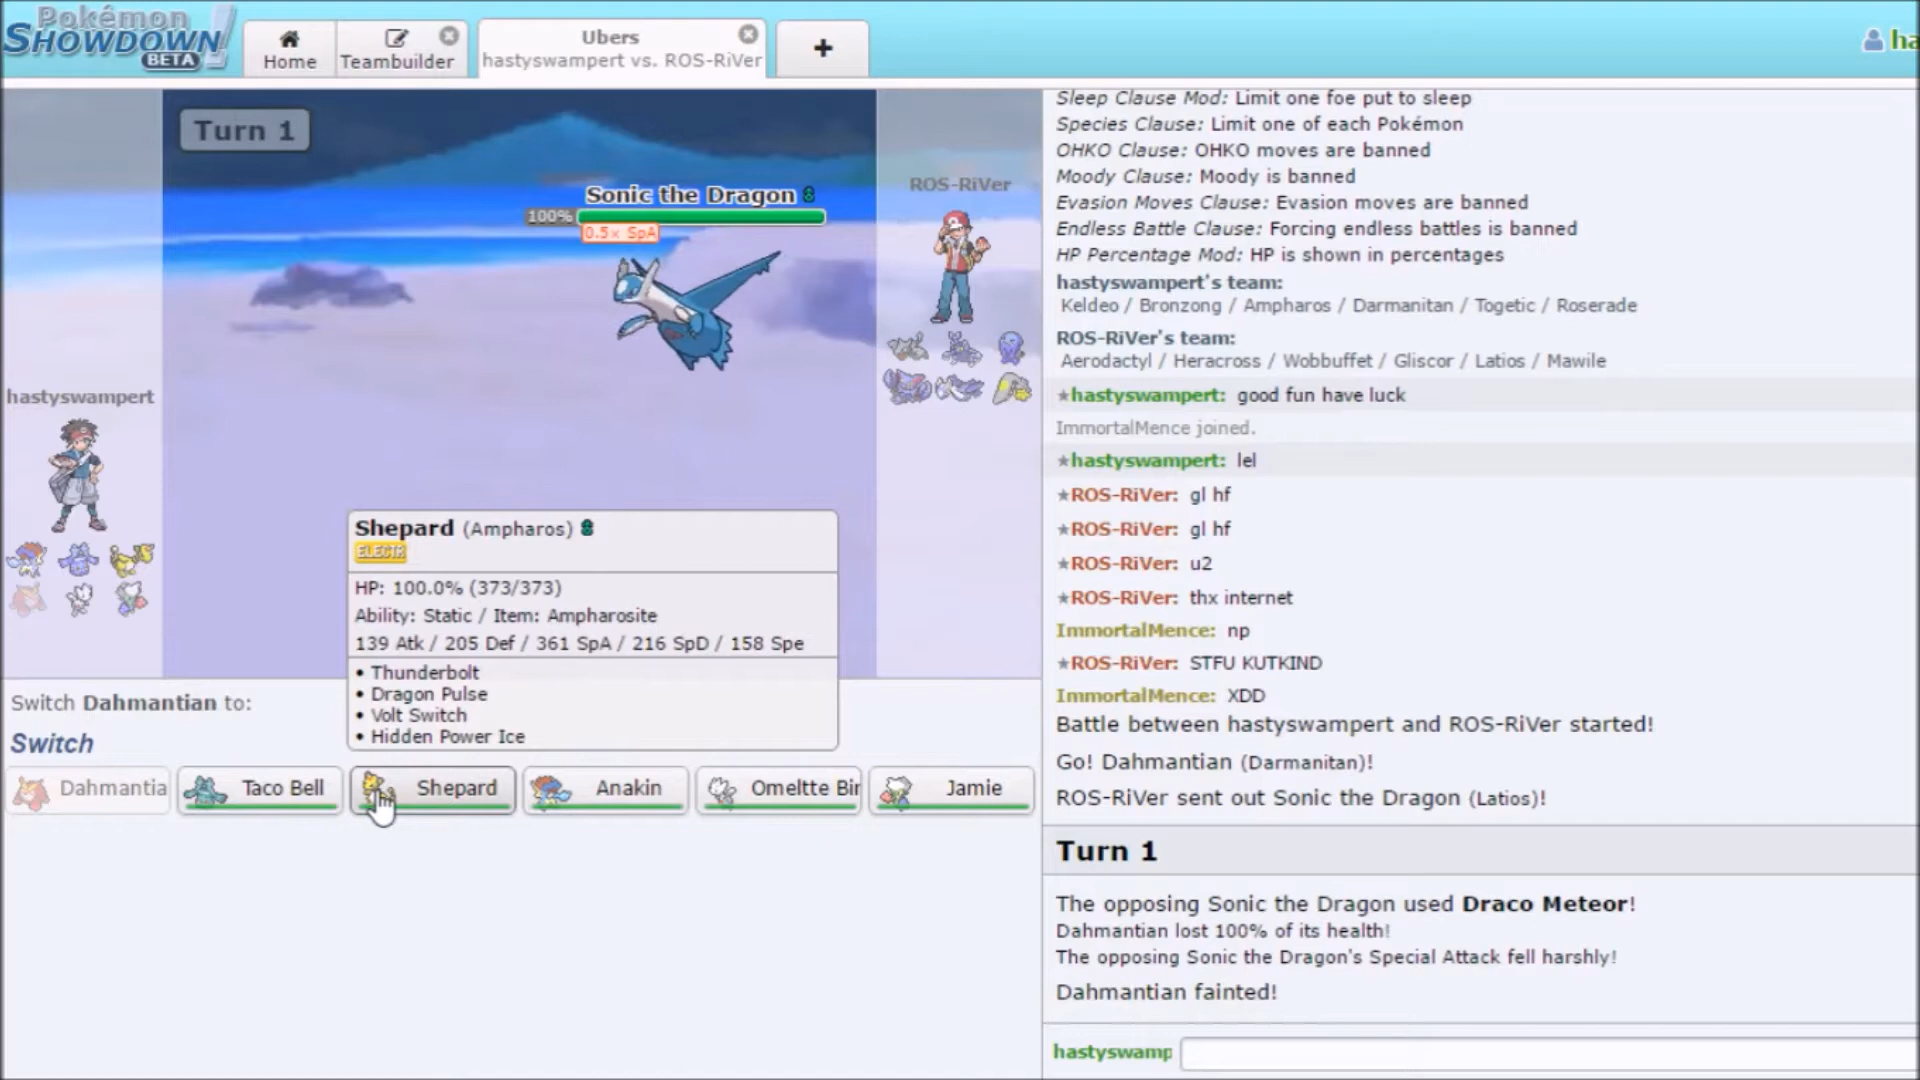 Pokémon
SHOWDOWN
BETA
Home
Teambuilder
Ubers
hastyswampert vs. ROS-RiVer
+
ha
Turn 1
Sonic the Dragon
100%
0.5x SpA
ROS-RiVer
hastyswampert
Shepard (Ampharos)
ELECTR
HP: 100.0% (373/373)
Ability: Static / Item: Ampharosite
139 Atk / 205 Def / 361 SpA / 216 SpD / 158 Spe
• Thunderbolt
• Dragon Pulse
• Volt Switch
• Hidden Power Ice
Switch Dahmantian to:
Switch
Dahmantia
Taco Bell
Shepard
Anakin
Omeltte Bir
Jamie
Sleep Clause Mod: Limit one foe put to sleep
Species Clause: Limit one of each Pokémon
OHKO Clause: OHKO moves are banned
Moody Clause: Moody is banned
Evasion Moves Clause: Evasion moves are banned
Endless Battle Clause: Forcing endless battles is banned
HP Percentage Mod: HP is shown in percentages
hastyswampert's team:
Keldeo / Bronzong / Ampharos / Darmanitan / Togetic / Roserade
ROS-RiVer's team:
Aerodactyl / Heracross / Wobbuffet / Gliscor / Latios / Mawile
★hastyswampert: good fun have luck
ImmortalMence joined.
★hastyswampert: lel
★ROS-RiVer: gl hf
★ROS-RiVer: gl hf
★ROS-RiVer: u2
★ROS-RiVer: thx internet
ImmortalMence: np
★ROS-RiVer: STFU KUTKIND
ImmortalMence: XDD
Battle between hastyswampert and ROS-RiVer started!
Go! Dahmantian (Darmanitan)!
ROS-RiVer sent out Sonic the Dragon (Latios)!
Turn 1
The opposing Sonic the Dragon used Draco Meteor!
Dahmantian lost 100% of its health!
The opposing Sonic the Dragon's Special Attack fell harshly!
Dahmantian fainted!
hastyswamp